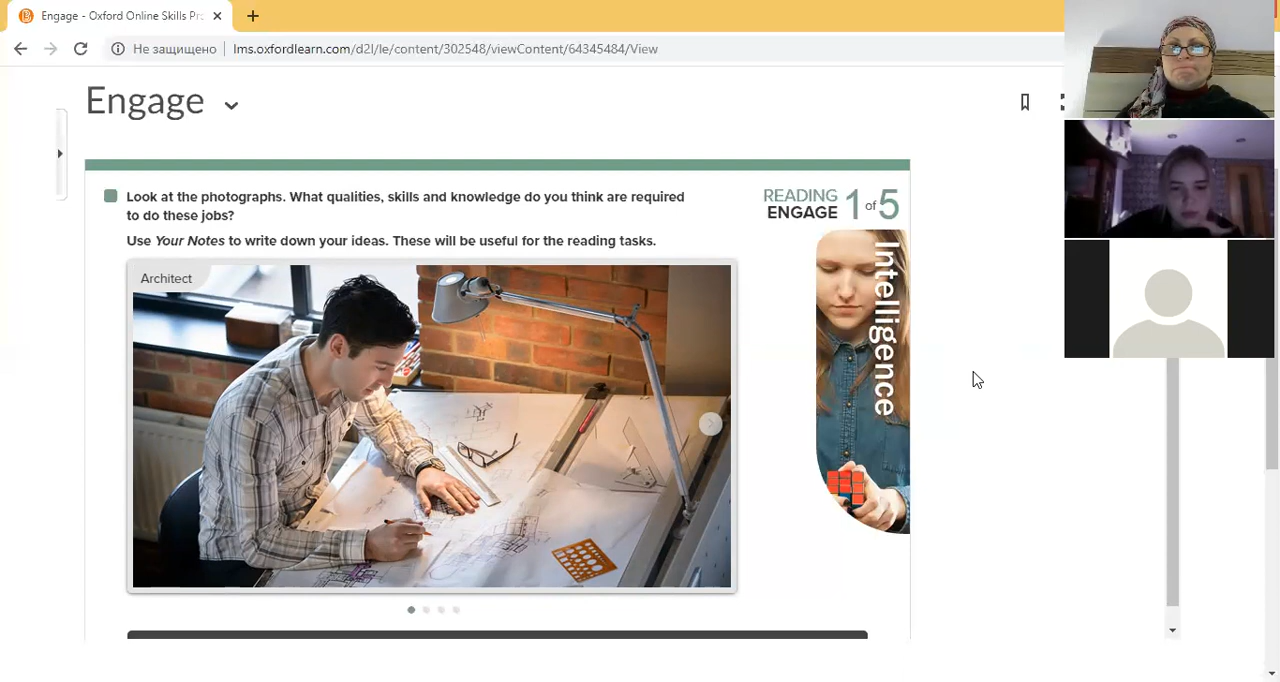 Engage - Oxford Online Skills Pr
Не защищено
lms.oxfordlearn.com/d2l/le/content/302548/viewContent/64345484/View
Engage
Look at the photographs. What qualities, skills and knowledge do you think are required
to do these jobs?
Use Your Notes to write down your ideas. These will be useful for the reading tasks.
READING
ENGAGE
1 of 5
Architect
Intelligence